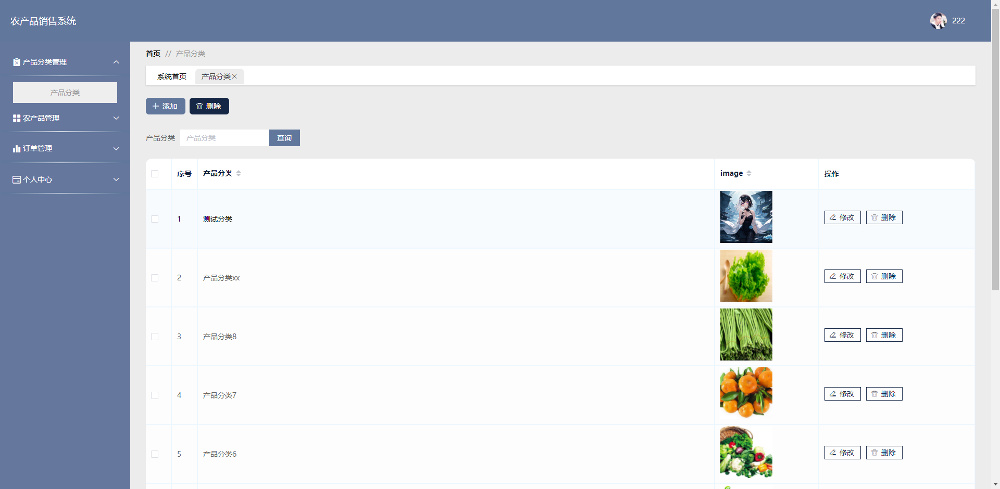 农产品销售系统
222
产品分类管理
产品分类
农产品管理
订单管理
个人中心
首页 // 产品分类
系统首页 产品分类
添加 删除
产品分类 产品分类 查询
序号 产品分类 image 操作
1 测试分类 修改 删除
2 产品分类xx 修改 删除
3 产品分类8 修改 删除
4 产品分类7 修改 删除
5 产品分类6 修改 删除